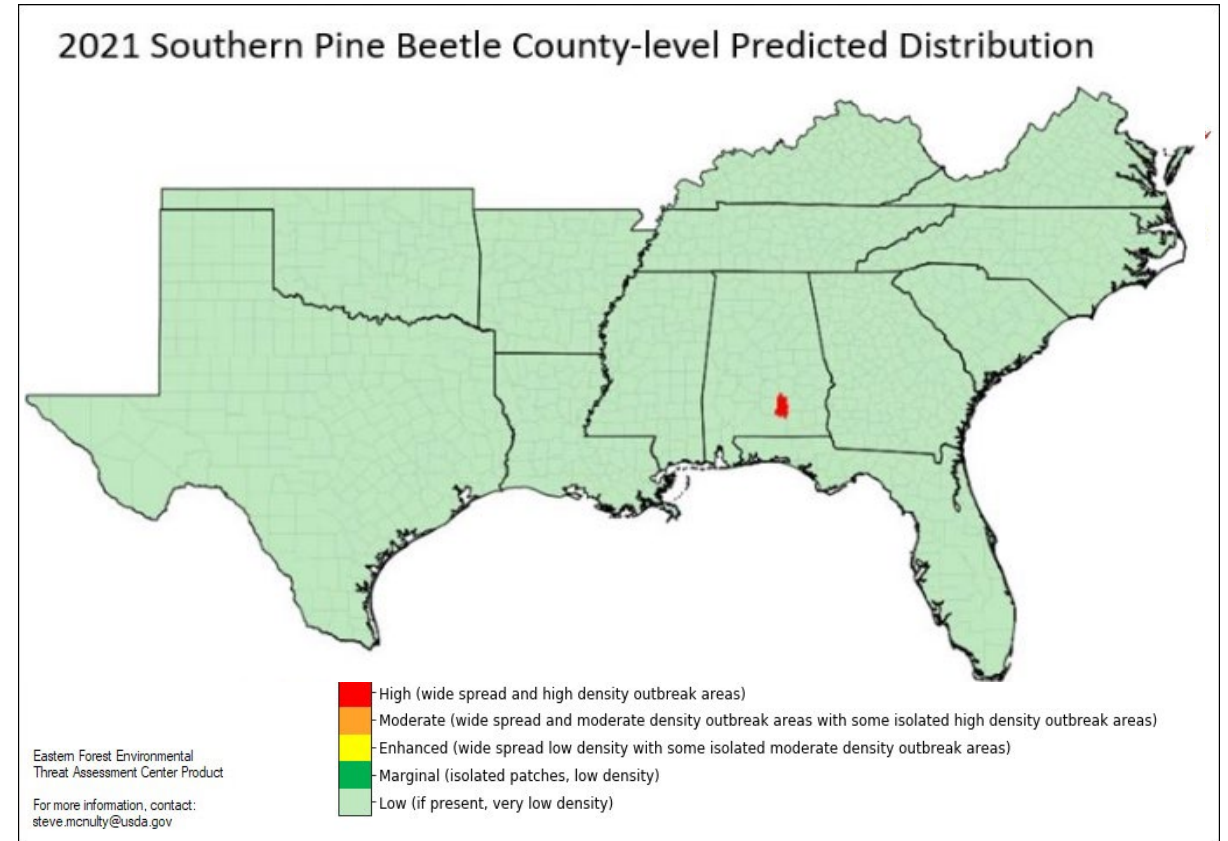 2021 Southern Pine Beetle County-level Predicted Distribution
High (wide spread and high density outbreak areas)
Moderate (wide spread and moderate density outbreak areas with some isolated high density outbreak areas)
Enhanced (wide spread low density with some isolated moderate density outbreak areas)
Marginal (isolated patches, low density)
Low (if present, very low density)
Eastern Forest Environmental
Threat Assessment Center Product
For more information, contact:
steve.mcnulty@usda.gov